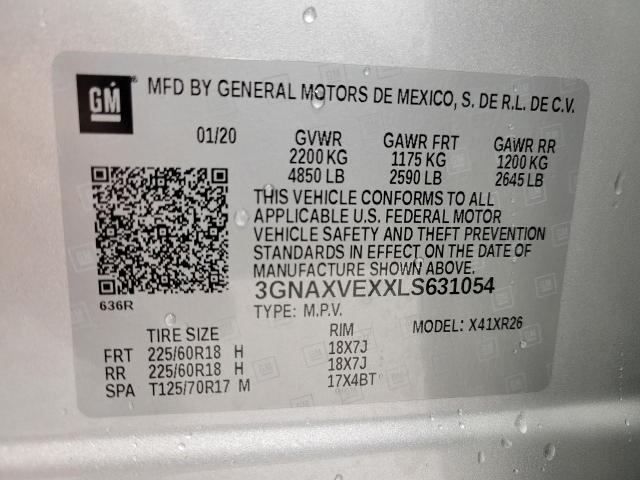 GM
MFD BY GENERAL MOTORS DE MEXICO, S. DE R.L. DE C.V.
01/20 GVWR GAWR FRT GAWR RR
2200 KG 1175 KG 1200 KG
4850 LB 2590 LB 2645 LB
THIS VEHICLE CONFORMS TO ALL
APPLICABLE U.S. FEDERAL MOTOR
VEHICLE SAFETY AND THEFT PREVENTION
STANDARDS IN EFFECT ON THE DATE OF
MANUFACTURE SHOWN ABOVE.
3GNAXVEXXLS631054
636R
TYPE: M.P.V.
MODEL: X41XR26
TIRE SIZE RIM
FRT 225/60R18 H 18X7J
RR 225/60R18 H 18X7J
SPA T125/70R17 M 17X4BT